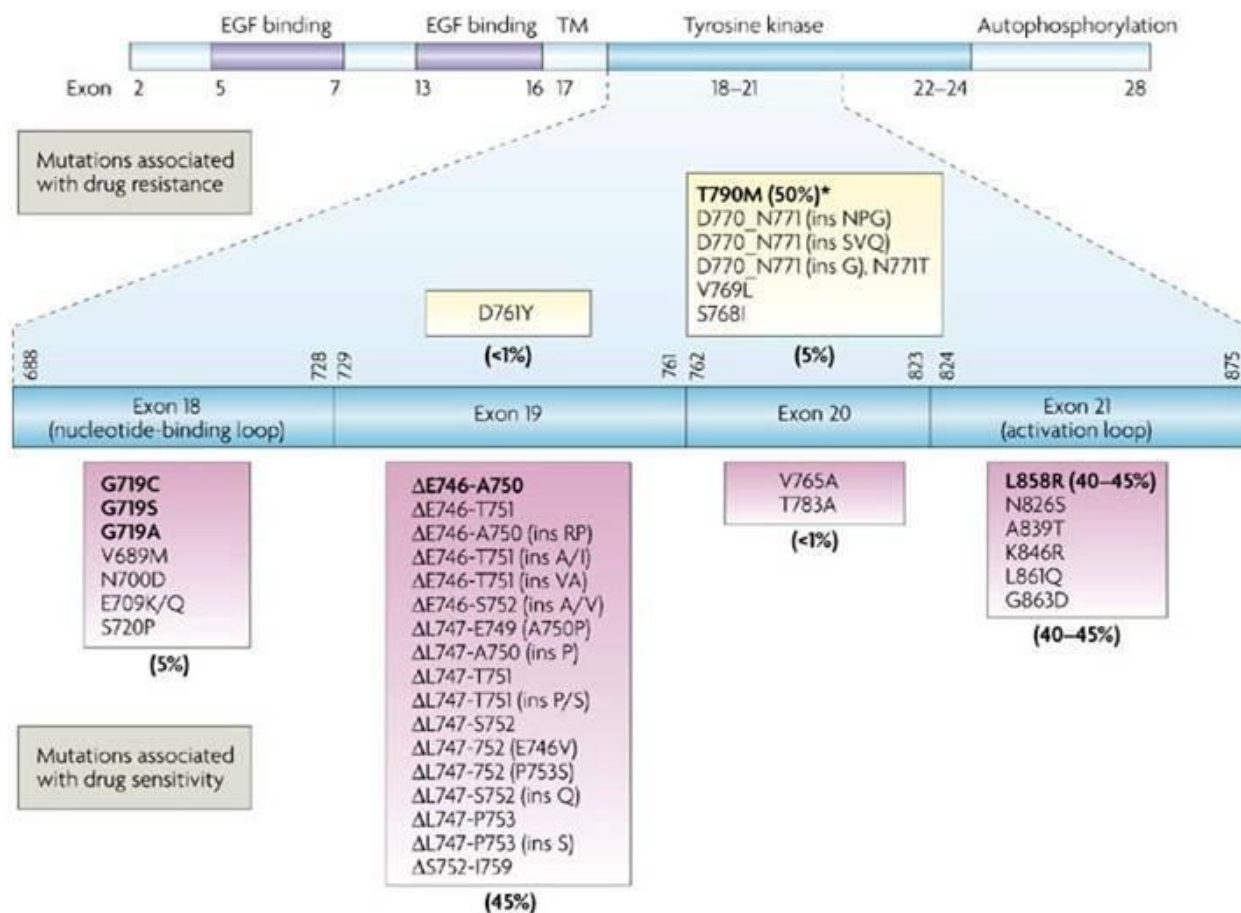 EGF binding EGF binding TM Tyrosine kinase Autophosphorylation
Exon 2 5 7 13 16 17 18–21 22–24 28
Mutations associated
with drug resistance
T790M (50%)*
D770_N771 (ins NPG)
D770_N771 (ins SVQ)
D770_N771 (ins G), N771T
V769L
S768I
(5%)
D761Y
(<1%)
688 728 729 761 762 823 824 875
Exon 18
(nucleotide-binding loop)
Exon 19
Exon 20
Exon 21
(activation loop)
G719C
G719S
G719A
V689M
N700D
E709K/Q
S720P
(5%)
ΔE746-A750
ΔE746-T751
ΔE746-A750 (ins RP)
ΔE746-T751 (ins A/I)
ΔE746-T751 (ins VA)
ΔE746-S752 (ins A/V)
ΔL747-E749 (A750P)
ΔL747-A750 (ins P)
ΔL747-T751
ΔL747-T751 (ins P/S)
ΔL747-S752
ΔL747-752 (E746V)
ΔL747-752 (P753S)
ΔL747-S752 (ins Q)
ΔL747-P753
ΔL747-P753 (ins S)
ΔS752-I759
(45%)
V765A
T783A
(<1%)
L858R (40–45%)
N826S
A839T
K846R
L861Q
G863D
(40–45%)
Mutations associated
with drug sensitivity